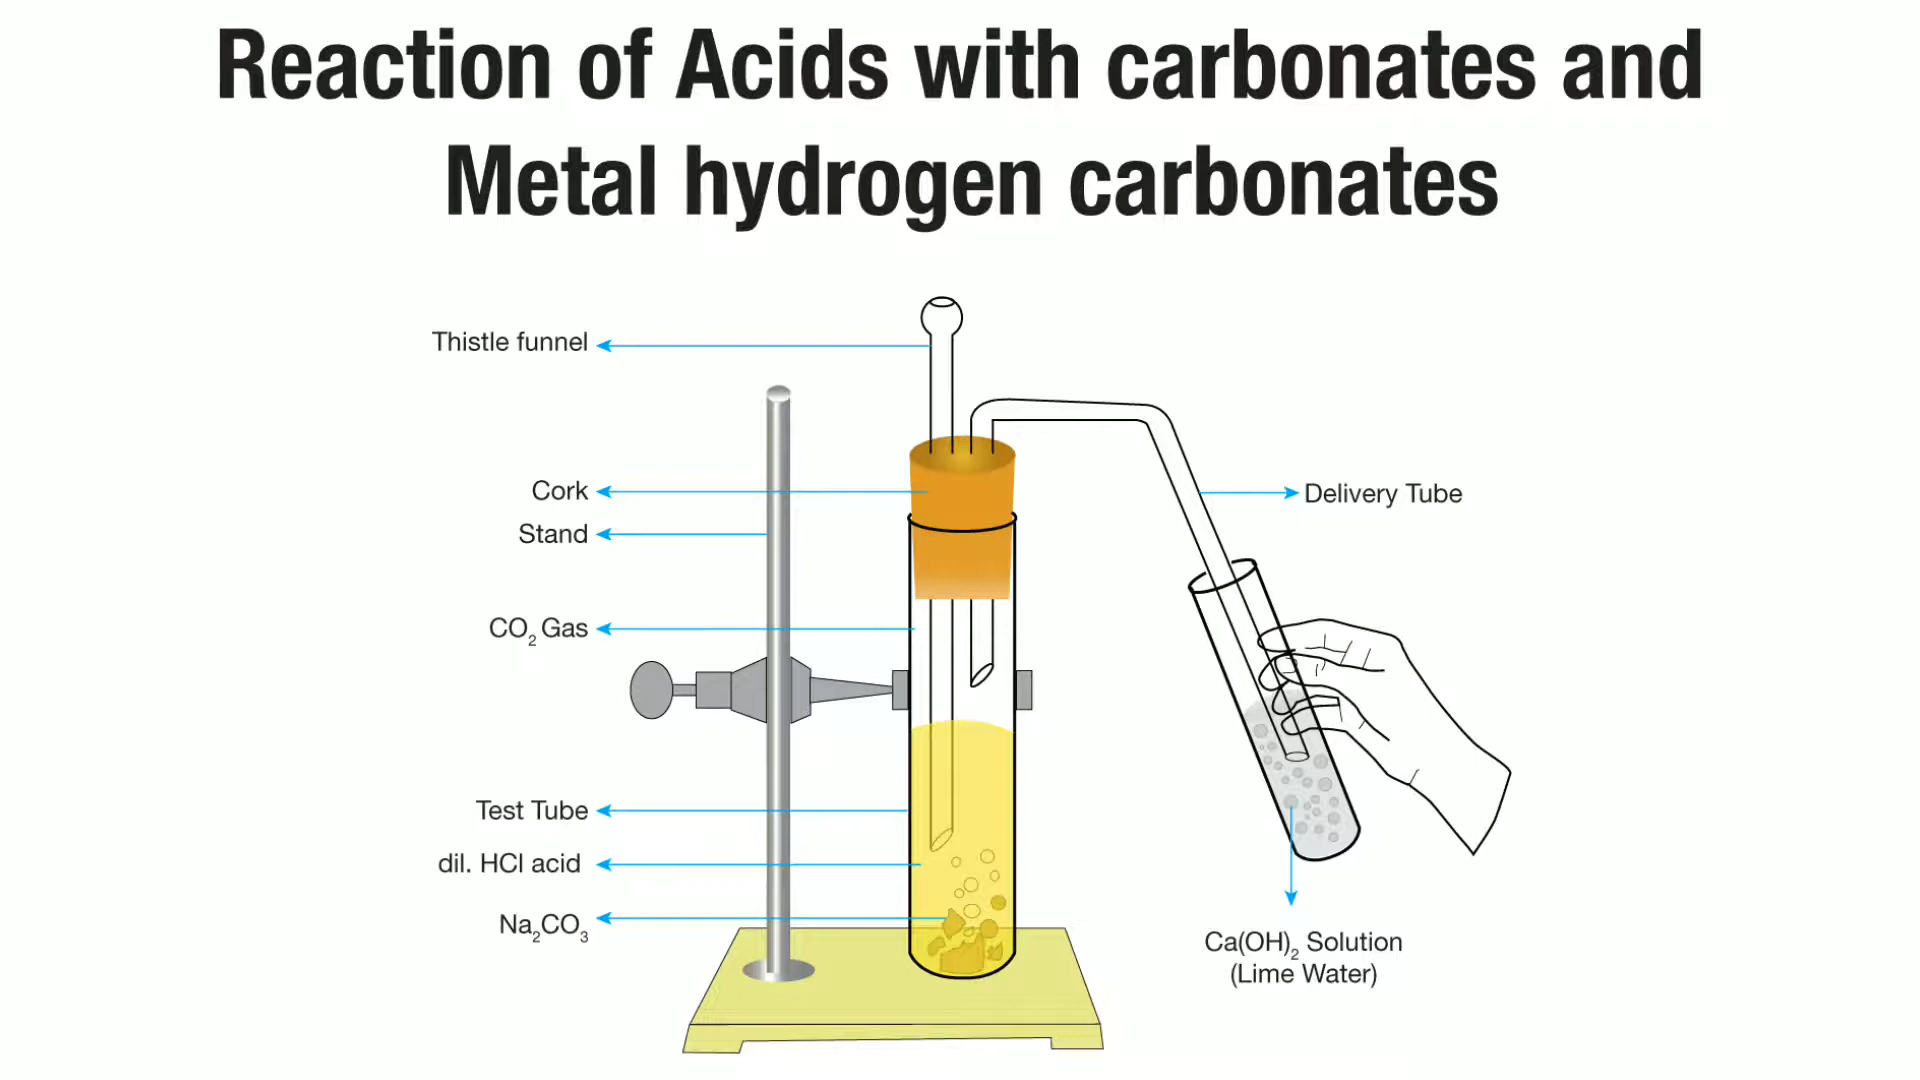 Reaction of Acids with carbonates and
Metal hydrogen carbonates
Thistle funnel
Cork
Stand
Delivery Tube
CO₂ Gas
Test Tube
dil. HCl acid
Na₂CO₃
Ca(OH)₂ Solution
(Lime Water)